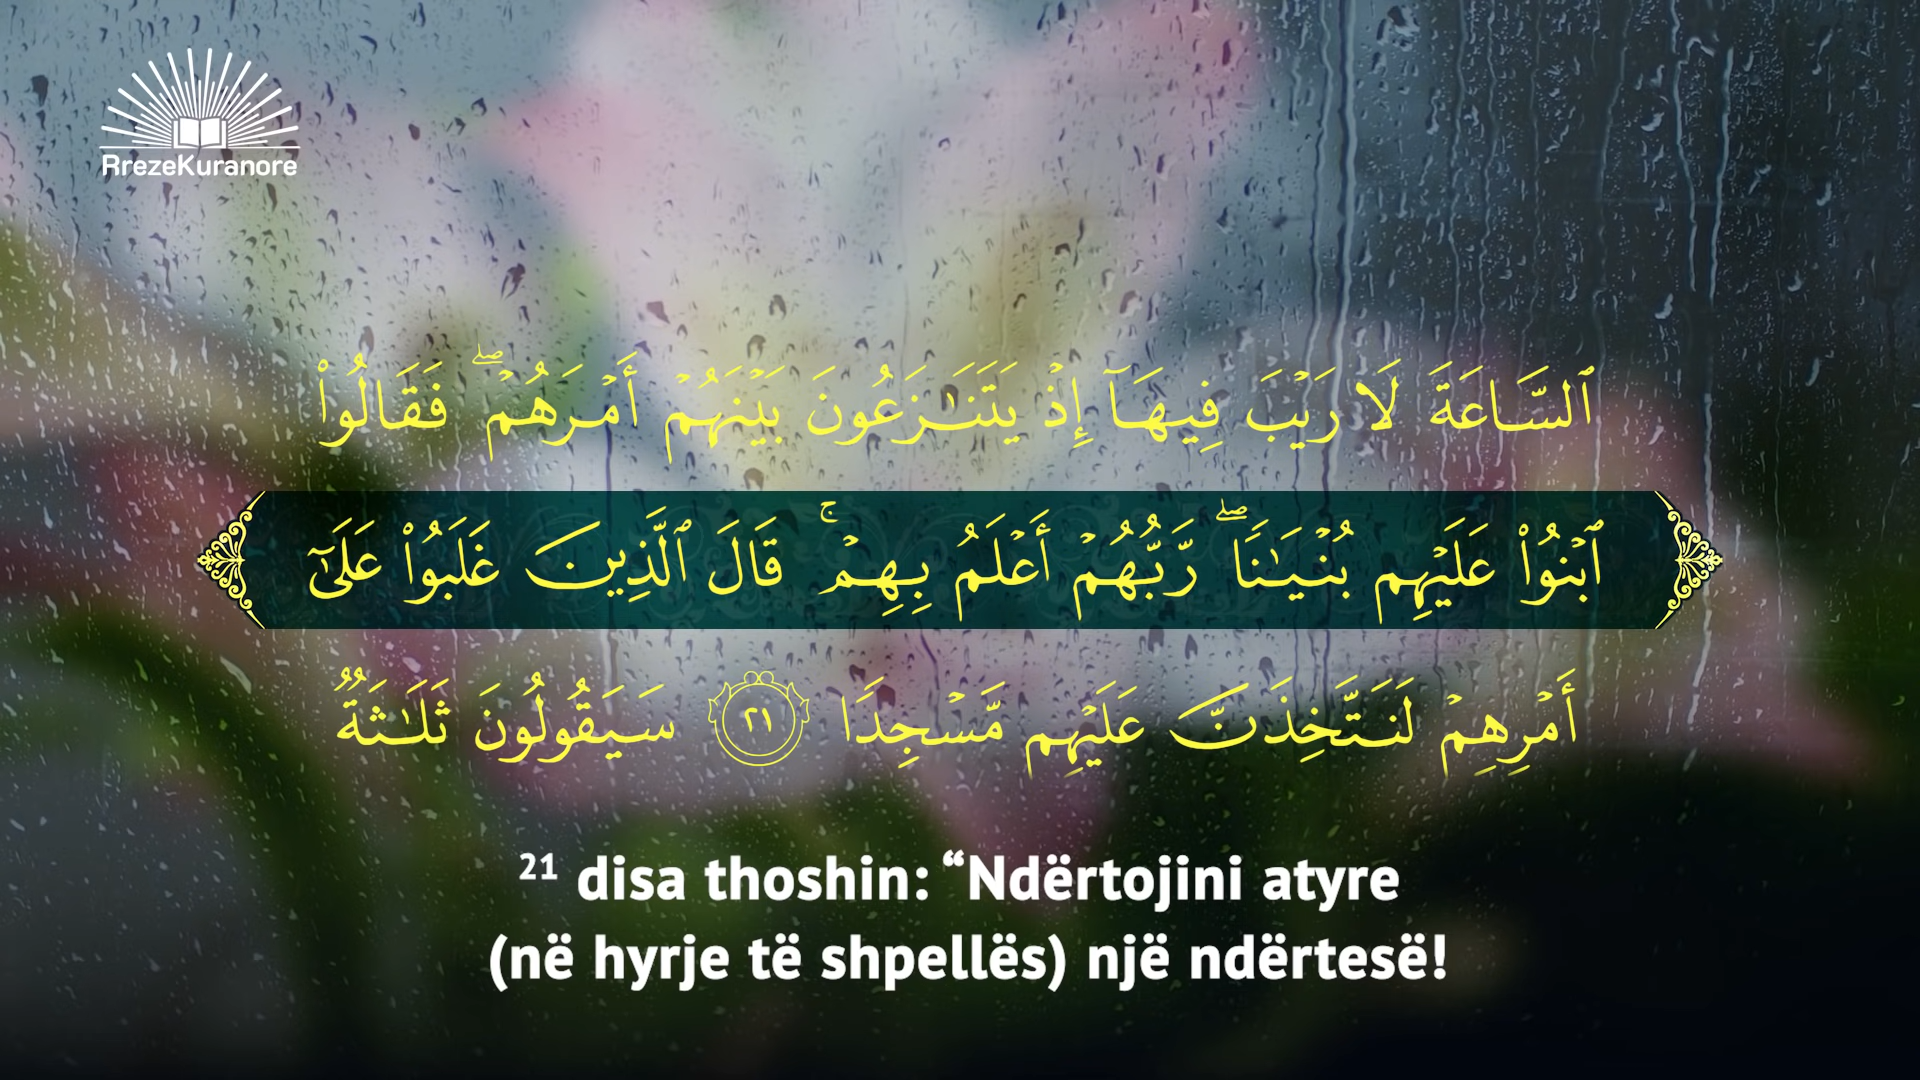 RrezeKuranore
ٱلسَّاعَةَ لَا رَيْبَ فِيهَآ إِذْ يَتَنَـٰزَعُونَ بَيْنَهُمْ أَمْرَهُمْ ۖ فَقَالُوا۟
ٱبْنُوا۟ عَلَيْهِم بُنْيَـٰنًا ۖ رَّبُّهُمْ أَعْلَمُ بِهِمْ ۚ قَالَ ٱلَّذِينَ غَلَبُوا۟ عَلَىٰٓ
أَمْرِهِمْ لَنَتَّخِذَنَّ عَلَيْهِم مَّسْجِدًا ٢١ سَيَقُولُونَ ثَلَـٰثَةٌ
21 disa thoshin: “Ndërtojini atyre
(në hyrje të shpellës) një ndërtesë!